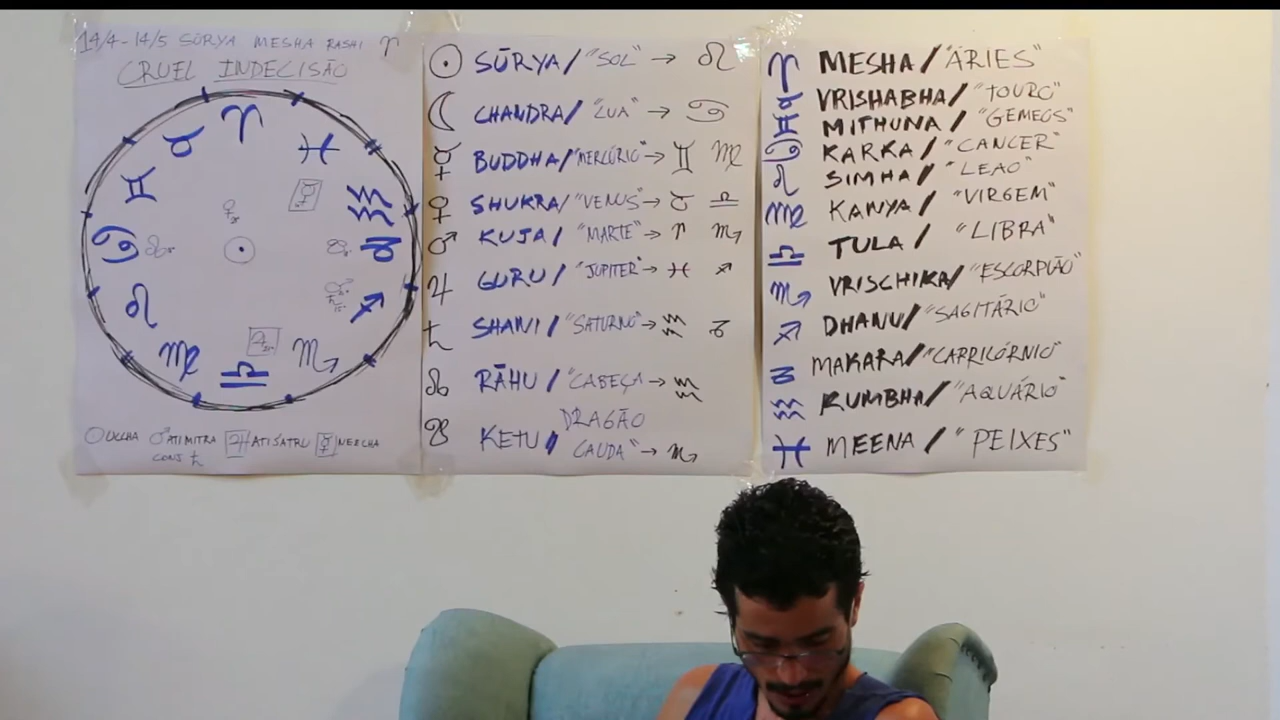 14/4-14/5 SŪRYA MESHA RASHI ♈
CRUEL INDECISÃO
♈
♉ ♓
♊ ☿
♒
♀
♋ ☊ ☉ ♑
♂ ♄
♌ ♐
♃
♍ ♎ ♏
UCCHA ♂ ATIMITRA ♃ ATISATRU ☿ NEECHA
CONS ♄
☉ SŪRYA/"SOL" → ♌
☾ CHANDRA/"LUA" → ♋
☿ BUDDHA/"MERCÚRIO" → ♊ ♍
♀ SHUKRA/"VENUS" → ♉ ♎
♂ KUJA/"MARTE" → ♈ ♏
♃ GURU/"JUPITER" → ♓ ♐
♄ SHANI/"SATURNO" → ♒ ♑
☊ RĀHU/"CABEÇA → ♒
DRAGÃO
☋ KETU/ CAUDA" → ♏
♈ MESHA/"ÁRIES"
♉ VRISHABHA/"TOURO"
♊ MITHUNA/"GEMEOS"
♋ KARKA/"CANCER"
♌ SIMHA/"LEAO"
♍ KANYA/"VIRGEM"
♎ TULA/"LIBRA"
♏ VRISCHIKA/"ESCORPIÃO"
♐ DHANU/"SAGITÁRIO"
♑ MAKARA/"CAPRICÓRNIO"
♒ KUMBHA/"AQUÁRIO"
♓ MEENA/"PEIXES"